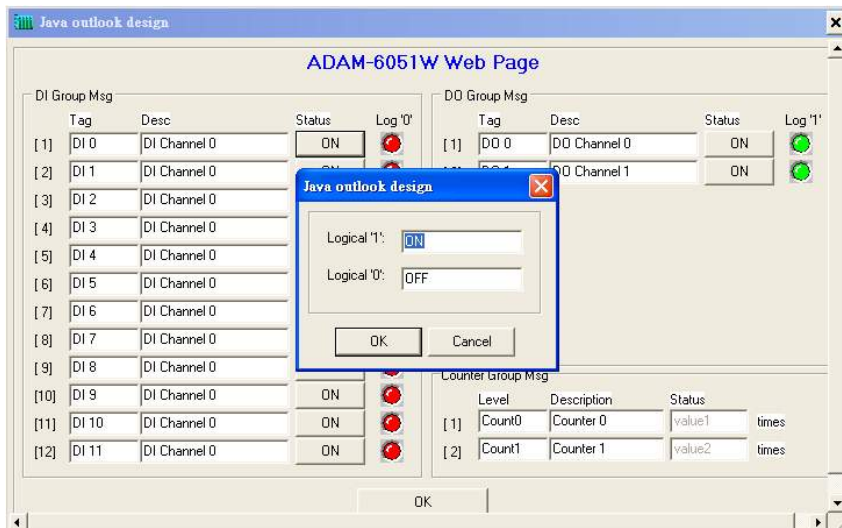 Java outlook design
ADAM-6051W Web Page
DI Group Msg
Tag Desc Status Log '0'
[1] DI 0 DI Channel 0 ON
[2] DI 1 DI Channel 0
[3] DI 2 DI Channel 0
[4] DI 3 DI Channel 0
[5] DI 4 DI Channel 0
[6] DI 5 DI Channel 0
[7] DI 6 DI Channel 0
[8] DI 7 DI Channel 0
[9] DI 8 DI Channel 0
[10] DI 9 DI Channel 0 ON
[11] DI 10 DI Channel 0 ON
[12] DI 11 DI Channel 0 ON
DO Group Msg
Tag Desc Status Log '1'
[1] DO 0 DO Channel 0 ON
DO Channel 1 ON
Java outlook design
Logical '1': ON
Logical '0': OFF
OK Cancel
Counter Group Msg
Level Description Status
[1] Count0 Counter 0 value1 times
[2] Count1 Counter 1 value2 times
OK